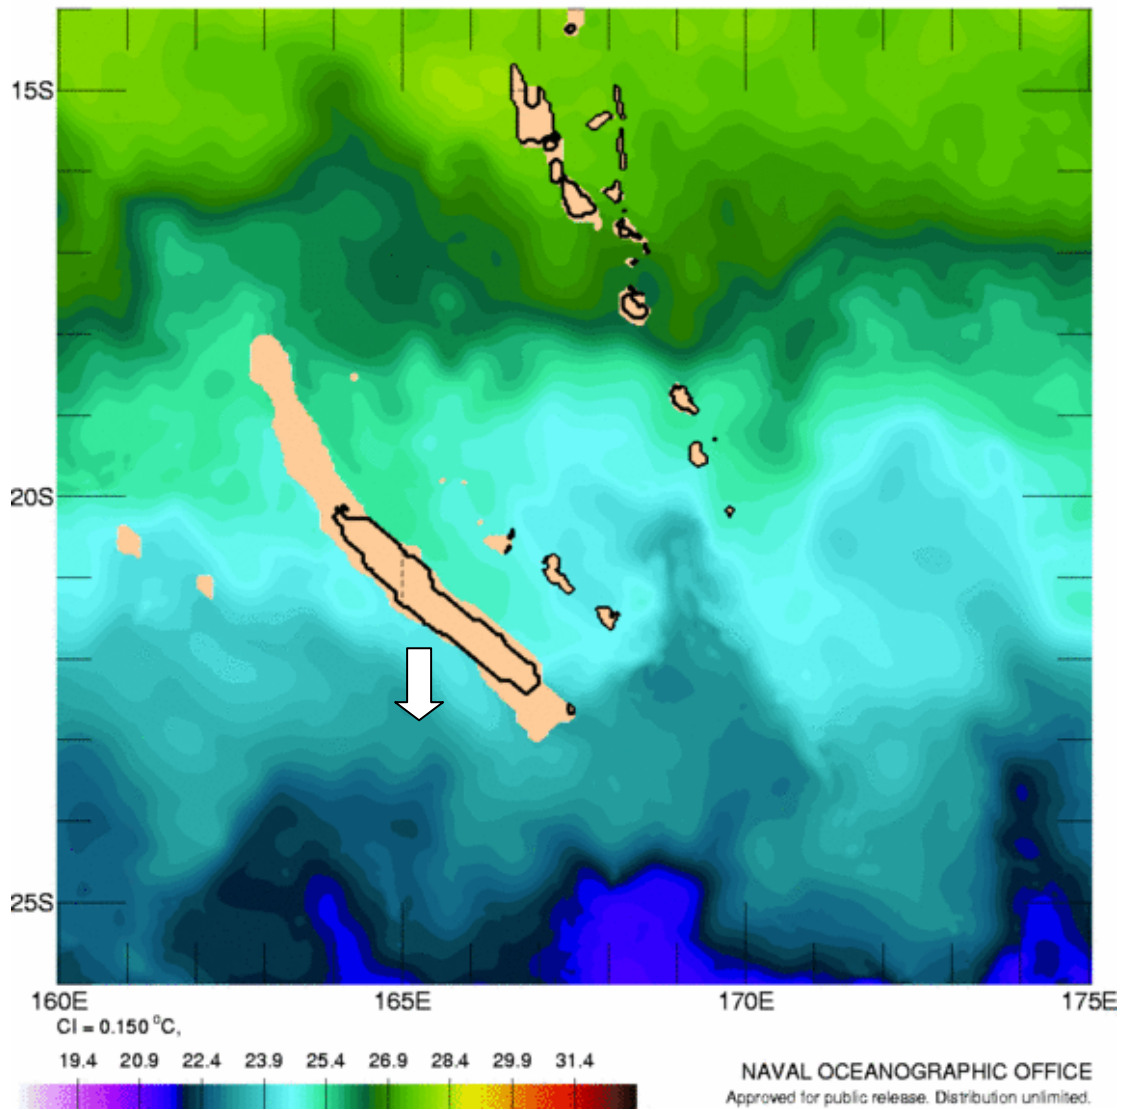 15S
20S
25S
160E 165E 170E 175E
CI = 0.150 °C,
19.4 20.9 22.4 23.9 25.4 26.9 28.4 29.9 31.4
NAVAL OCEANOGRAPHIC OFFICE
Approved for public release. Distribution unlimited.